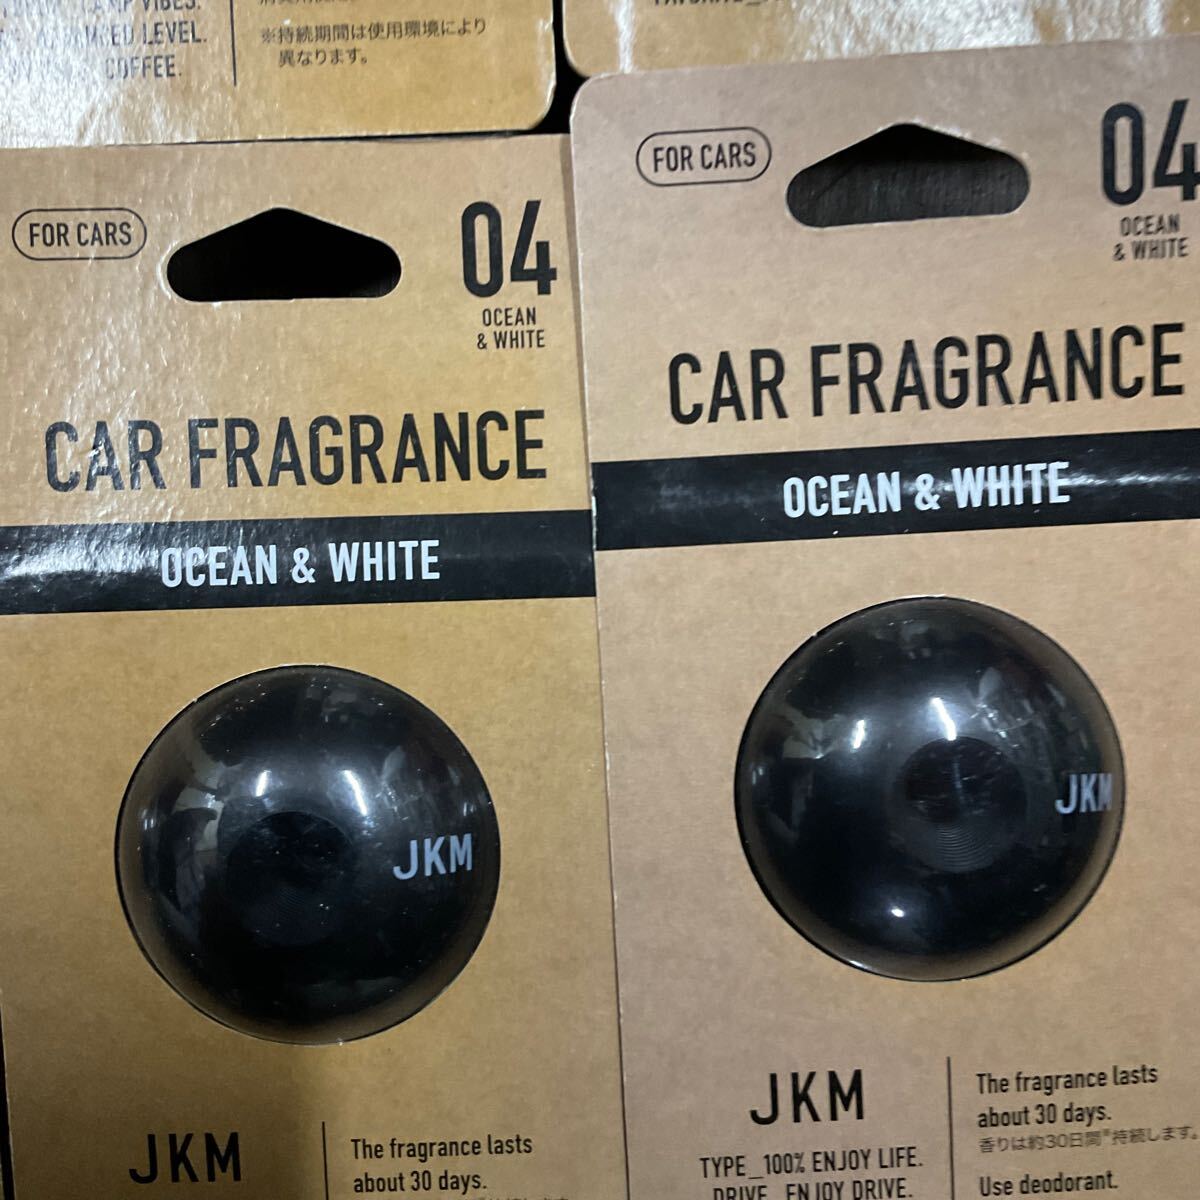 VIBES.
LEVEL.
COFFEE.
※持続期間は使用環境により
異なります。
FOR CARS
04
OCEAN
& WHITE
CAR FRAGRANCE
OCEAN & WHITE
JKM
JKM
The fragrance lasts
about 30 days.
FOR CARS
04
OCEAN
& WHITE
CAR FRAGRANCE
OCEAN & WHITE
JKM
JKM
TYPE_100% ENJOY LIFE.
DRIVE_ENJOY DRIVE.
The fragrance lasts
about 30 days.
香りは約30日間※持続します。
Use deodorant.